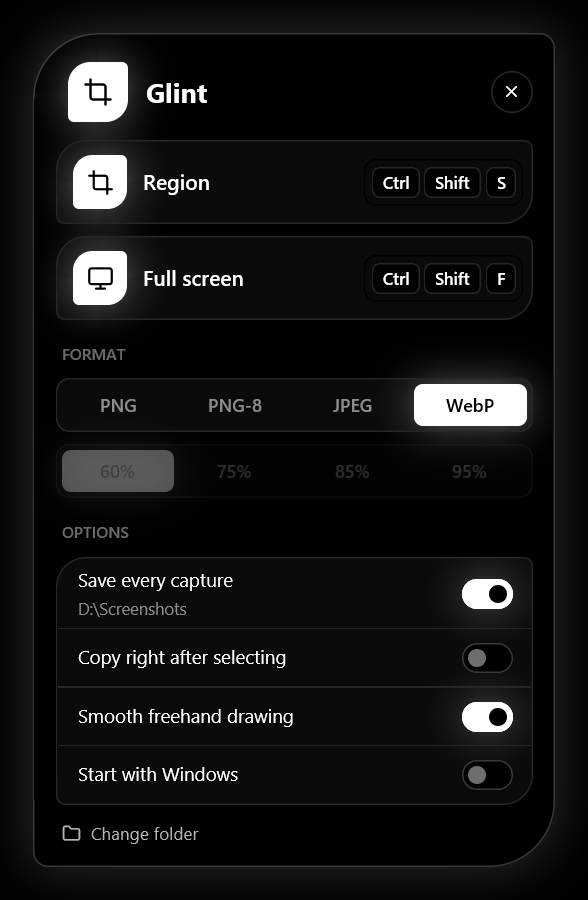 Glint
Region Ctrl Shift S
Full screen Ctrl Shift F
FORMAT
PNG PNG-8 JPEG WebP
60% 75% 85% 95%
OPTIONS
Save every capture
D:\Screenshots
Copy right after selecting
Smooth freehand drawing
Start with Windows
Change folder